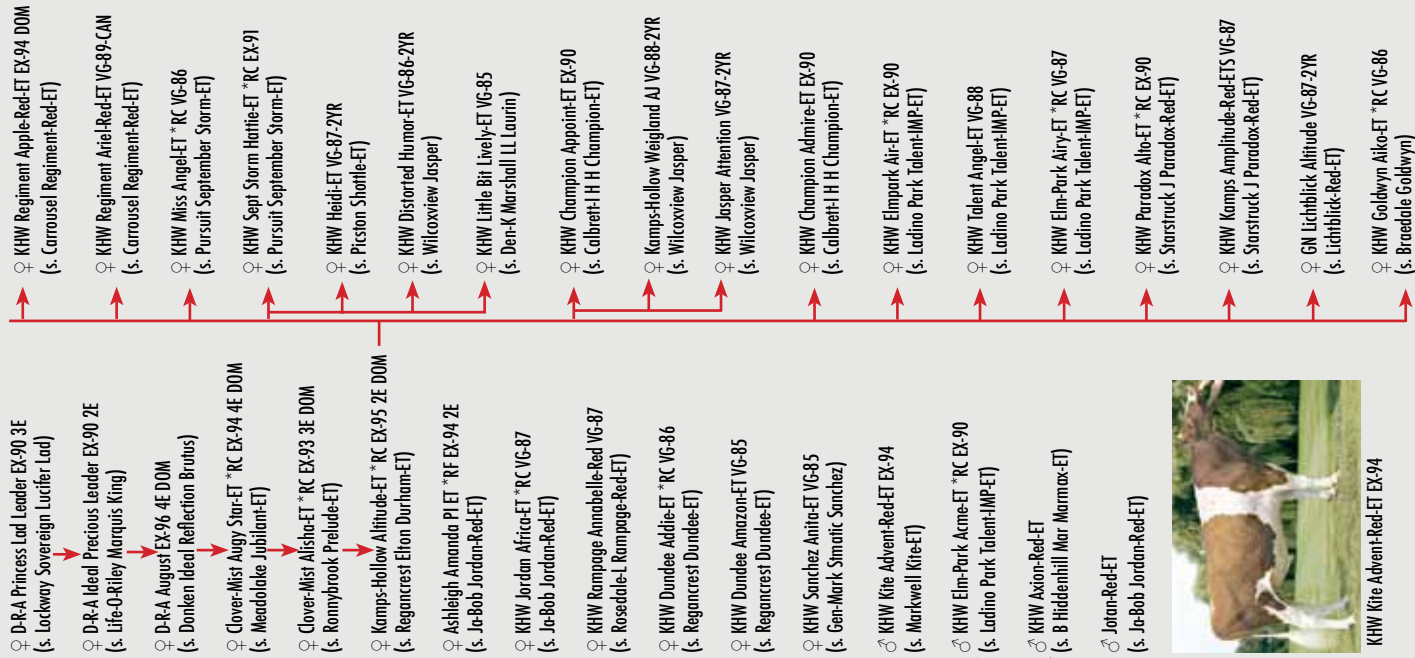 ♀ D-R-A Princess Lad Leader EX-90 3E
(s. Lockway Sovereign Lucifer Lad)
♀ D-R-A Ideal Precious Leader EX-90 2E
(s. Life-O-Riley Marquis King)
♀ D-R-A August EX-96 4E DOM
(s. Donken Ideal Reflection Brutus)
♀ Clover-Mist Augy Star-ET *RC EX-94 4E DOM
(s. Meadolake Jubilant-ET)
♀ Clover-Mist Alisha-ET *RC EX-93 3E DOM
(s. Ronnybrook Prelude-ET)
♀ Kamps-Hollow Altitude-ET *RC EX-95 2E DOM
(s. Regancrest Elton Durham-ET)
♀ Ashleigh Amanda PI ET *RF EX-94 2E
(s. Ja-Bob Jordan-Red-ET)
♀ KHW Jordan Africa-ET *RC VG-87
(s. Ja-Bob Jordan-Red-ET)
♀ KHW Rampage Annabelle-Red VG-87
(s. Rosedale-L Rampage-Red-ET)
♀ KHW Dundee Addie-ET *RC VG-86
(s. Regancrest Dundee-ET)
♀ KHW Dundee Amazon-ET VG-85
(s. Regancrest Dundee-ET)
♀ KHW Sanchez Anita-ET VG-85
(s. Gen-Mark Stmatic Sanchez)
♂ KHW Kite Advent-Red-ET EX-94
(s. Markwell Kite-ET)
♂ KHW Elm-Park Acme-ET *RC EX-90
(s. Ladino Park Talent-IMP-ET)
♂ KHW Axion-Red-ET
(s. B Hiddenhill Mar Marmax-ET)
♂ Jotan-Red-ET
(s. Ja-Bob Jordan-Red-ET)
KHW Kite Advent-Red-ET EX-94
♀ KHW Regiment Apple-Red-ET EX-94 DOM
(s. Carrousel Regiment-Red-ET)
♀ KHW Regiment Ariel-Red-ET VG-89-CAN
(s. Carrousel Regiment-Red-ET)
♀ KHW Miss Angel-ET *RC VG-86
(s. Pursuit September Storm-ET)
♀ KHW Sept Storm Hattie-ET *RC EX-91
(s. Pursuit September Storm-ET)
♀ KHW Heidi-ET VG-87-2YR
(s. Picston Shottle-ET)
♀ KHW Distorted Humor-ET VG-86-2YR
(s. Wilcoxview Jasper)
♀ KHW Little Bit Lively-ET VG-85
(s. Den-K Marshall LL Laurin)
♀ KHW Champion Appoint-ET EX-90
(s. Calbrett-I H H Champion-ET)
♀ Kamps-Hollow Weigland AJ VG-88-2YR
(s. Wilcoxview Jasper)
♀ KHW Jasper Attention VG-87-2YR
(s. Wilcoxview Jasper)
♀ KHW Champion Admire-ET EX-90
(s. Calbrett-I H H Champion-ET)
♀ KHW Elmpark Air-ET *RC EX-90
(s. Ladino Park Talent-IMP-ET)
♀ KHW Talent Angel-ET VG-88
(s. Ladino Park Talent-IMP-ET)
♀ KHW Elm-Park Airy-ET *RC VG-87
(s. Ladino Park Talent-IMP-ET)
♀ KHW Paradox Alto-ET *RC EX-90
(s. Starstruck J Paradox-Red-ET)
♀ KHW Kamps Amplitude-Red-ETS VG-87
(s. Starstruck J Paradox-Red-ET)
♀ GN Lichtblick Altitude VG-87-2YR
(s. Lichtblick-Red-ET)
♀ KHW Goldwyn Aiko-ET *RC VG-86
(s. Braedale Goldwyn)